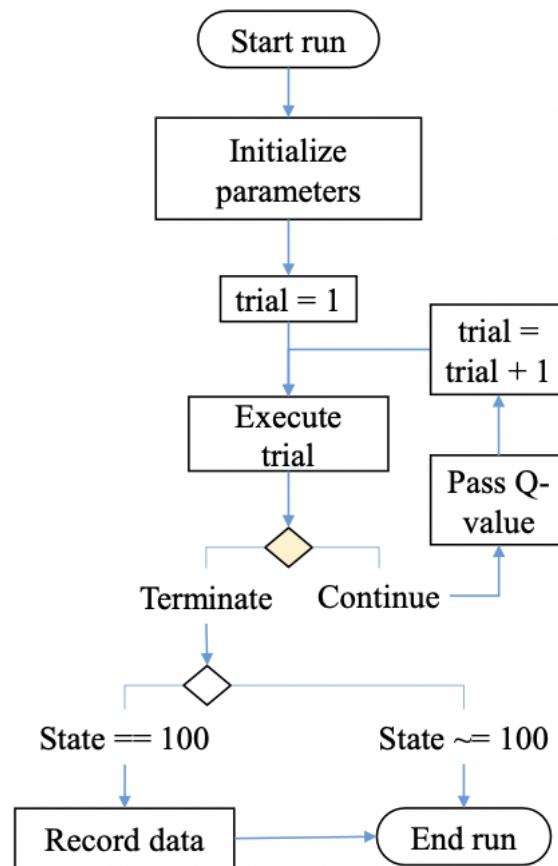 Start run
Initialize
parameters
trial = 1
trial =
trial + 1
Execute
trial
Pass Q-
value
Terminate
Continue
State == 100
State ~= 100
Record data
End run